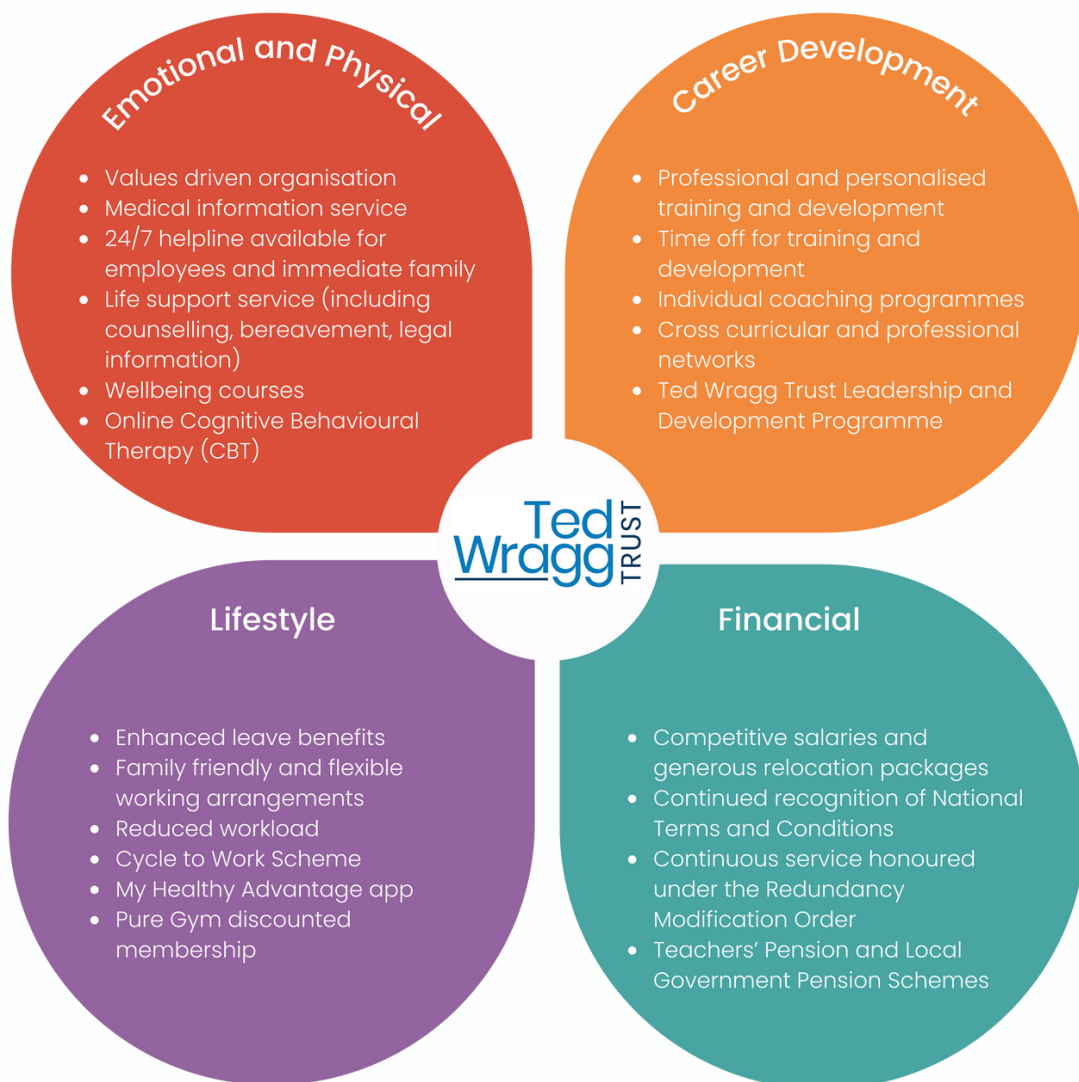 Emotional and Physical
• Values driven organisation
• Medical information service
• 24/7 helpline available for
employees and immediate family
• Life support service (including
counselling, bereavement, legal
information)
• Wellbeing courses
• Online Cognitive Behavioural
Therapy (CBT)
Career Development
• Professional and personalised
training and development
• Time off for training and
development
• Individual coaching programmes
• Cross curricular and professional
networks
• Ted Wragg Trust Leadership and
Development Programme
Ted
Wragg
TRUST
Lifestyle
• Enhanced leave benefits
• Family friendly and flexible
working arrangements
• Reduced workload
• Cycle to Work Scheme
• My Healthy Advantage app
• Pure Gym discounted
membership
Financial
• Competitive salaries and
generous relocation packages
• Continued recognition of National
Terms and Conditions
• Continuous service honoured
under the Redundancy
Modification Order
• Teachers’ Pension and Local
Government Pension Schemes